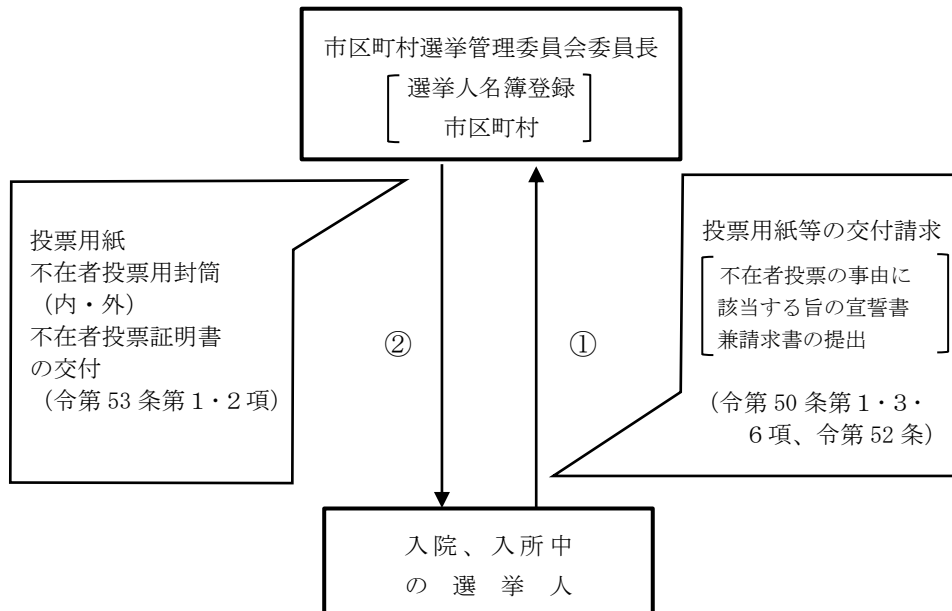 市区町村選挙管理委員会委員長
選挙人名簿登録
市区町村
投票用紙
不在者投票用封筒
（内・外）
不在者投票証明書
の交付
（令第 53 条第１・２項）
②
①
投票用紙等の交付請求
不在者投票の事由に
該当する旨の宣誓書
兼請求書の提出
（令第 50 条第１・３・
６項、令第 52 条）
入院、入所中
の選挙人